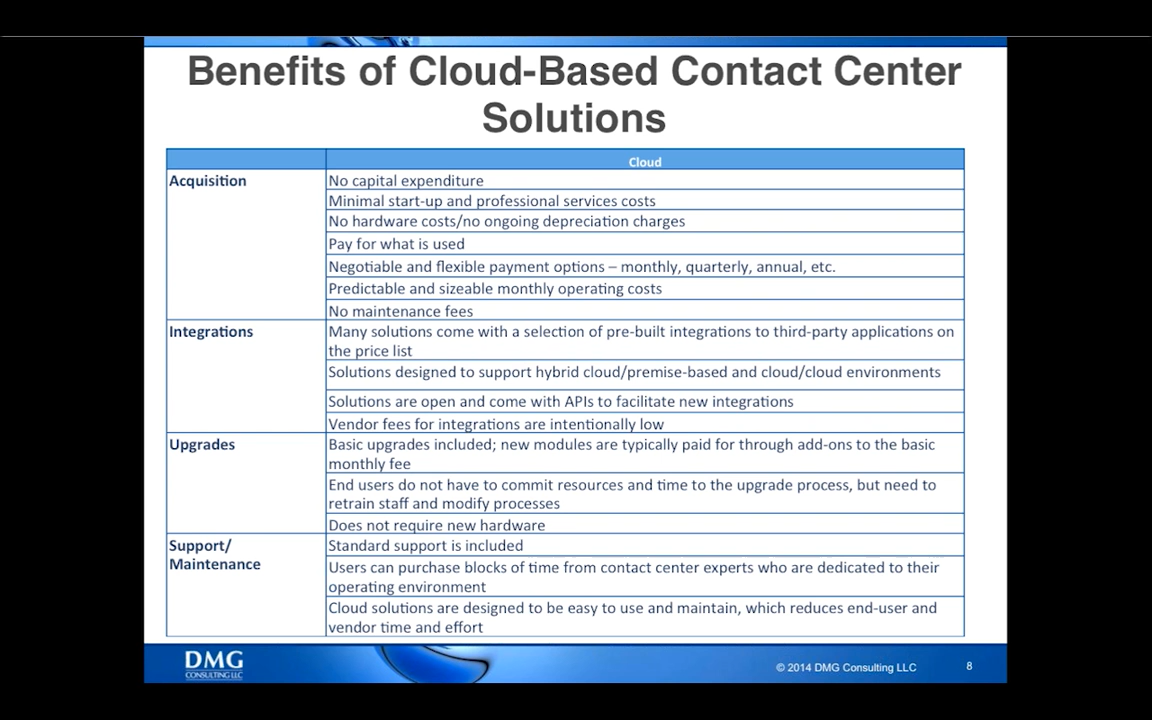 Benefits of Cloud-Based Contact Center
Solutions
Cloud
Acquisition
No capital expenditure
Minimal start-up and professional services costs
No hardware costs/no ongoing depreciation charges
Pay for what is used
Negotiable and flexible payment options – monthly, quarterly, annual, etc.
Predictable and sizeable monthly operating costs
No maintenance fees
Integrations
Many solutions come with a selection of pre-built integrations to third-party applications on
the price list
Solutions designed to support hybrid cloud/premise-based and cloud/cloud environments
Solutions are open and come with APIs to facilitate new integrations
Vendor fees for integrations are intentionally low
Upgrades
Basic upgrades included; new modules are typically paid for through add-ons to the basic
monthly fee
End users do not have to commit resources and time to the upgrade process, but need to
retrain staff and modify processes
Does not require new hardware
Support/
Maintenance
Standard support is included
Users can purchase blocks of time from contact center experts who are dedicated to their
operating environment
Cloud solutions are designed to be easy to use and maintain, which reduces end-user and
vendor time and effort
DMG
CONSULTING LLC
© 2014 DMG Consulting LLC
8